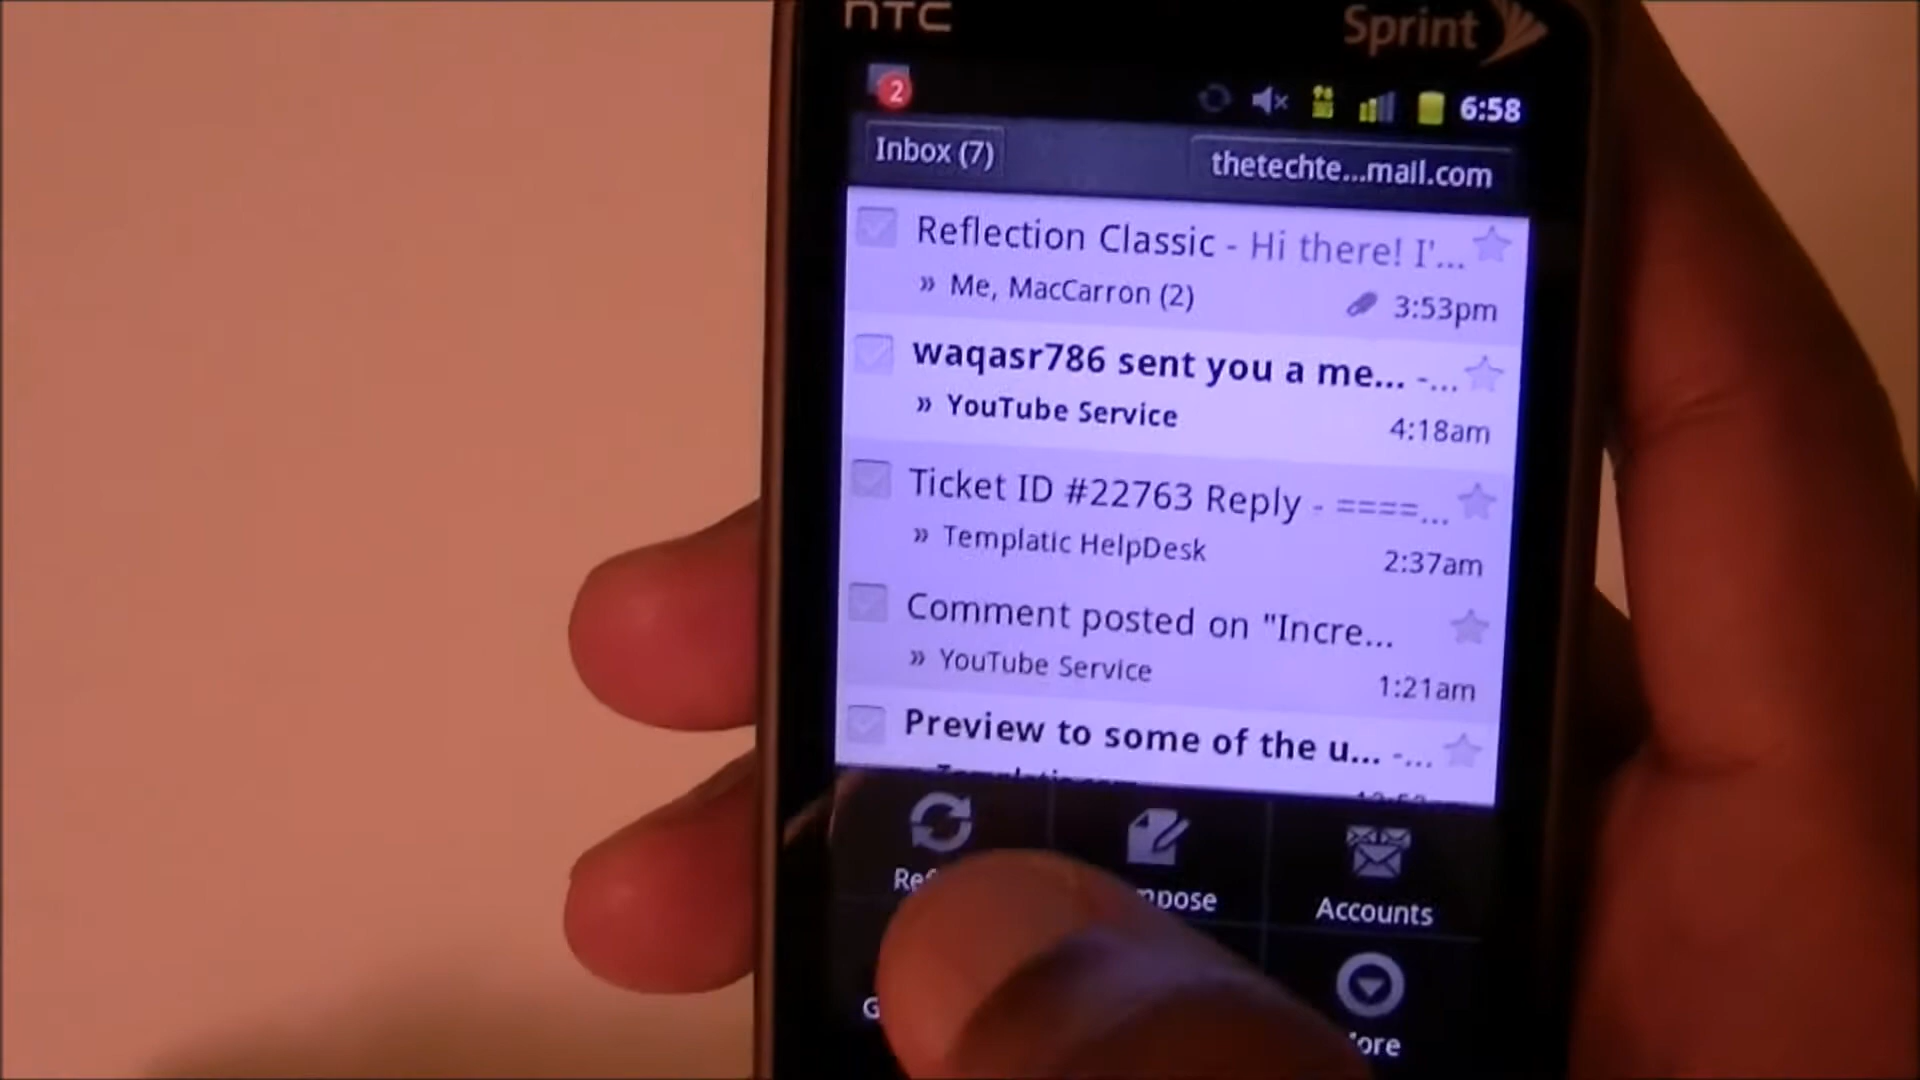 hTC
Sprint
2
6:58
Inbox (7)
thetechte...mail.com
Reflection Classic - Hi there! I'...
» Me, MacCarron (2)
3:53pm
waqasr786 sent you a me... -...
» YouTube Service
4:18am
Ticket ID #22763 Reply - ====...
» Templatic HelpDesk
2:37am
Comment posted on "Incre...
» YouTube Service
1:21am
Preview to some of the u... -...
Accounts